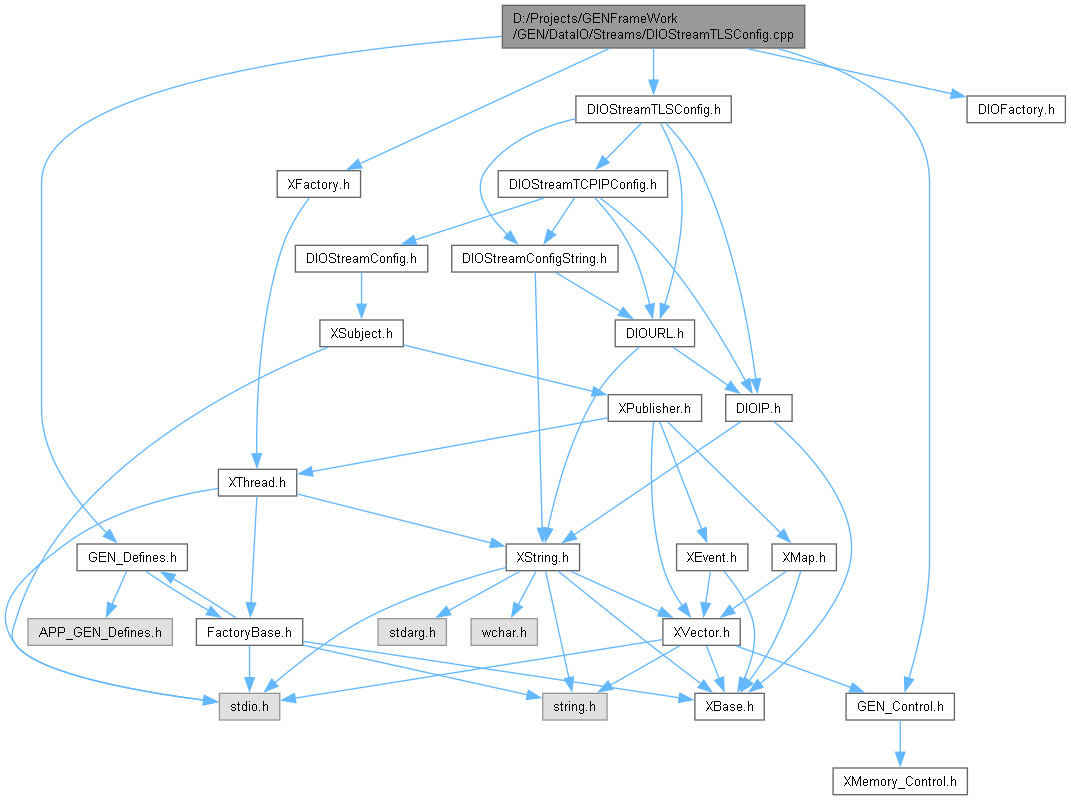 D:/Projects/GENFrameWork
/GEN/DataIO/Streams/DIOStreamTLSConfig.cpp
DIOStreamTLSConfig.h
DIOFactory.h
XFactory.h
DIOStreamTCPIPConfig.h
DIOStreamConfig.h
DIOStreamConfigString.h
XSubject.h
DIOURL.h
XPublisher.h
DIOIP.h
XThread.h
GEN_Defines.h
XString.h
XEvent.h
XMap.h
APP_GEN_Defines.h
FactoryBase.h
stdarg.h
wchar.h
XVector.h
stdio.h
string.h
XBase.h
GEN_Control.h
XMemory_Control.h